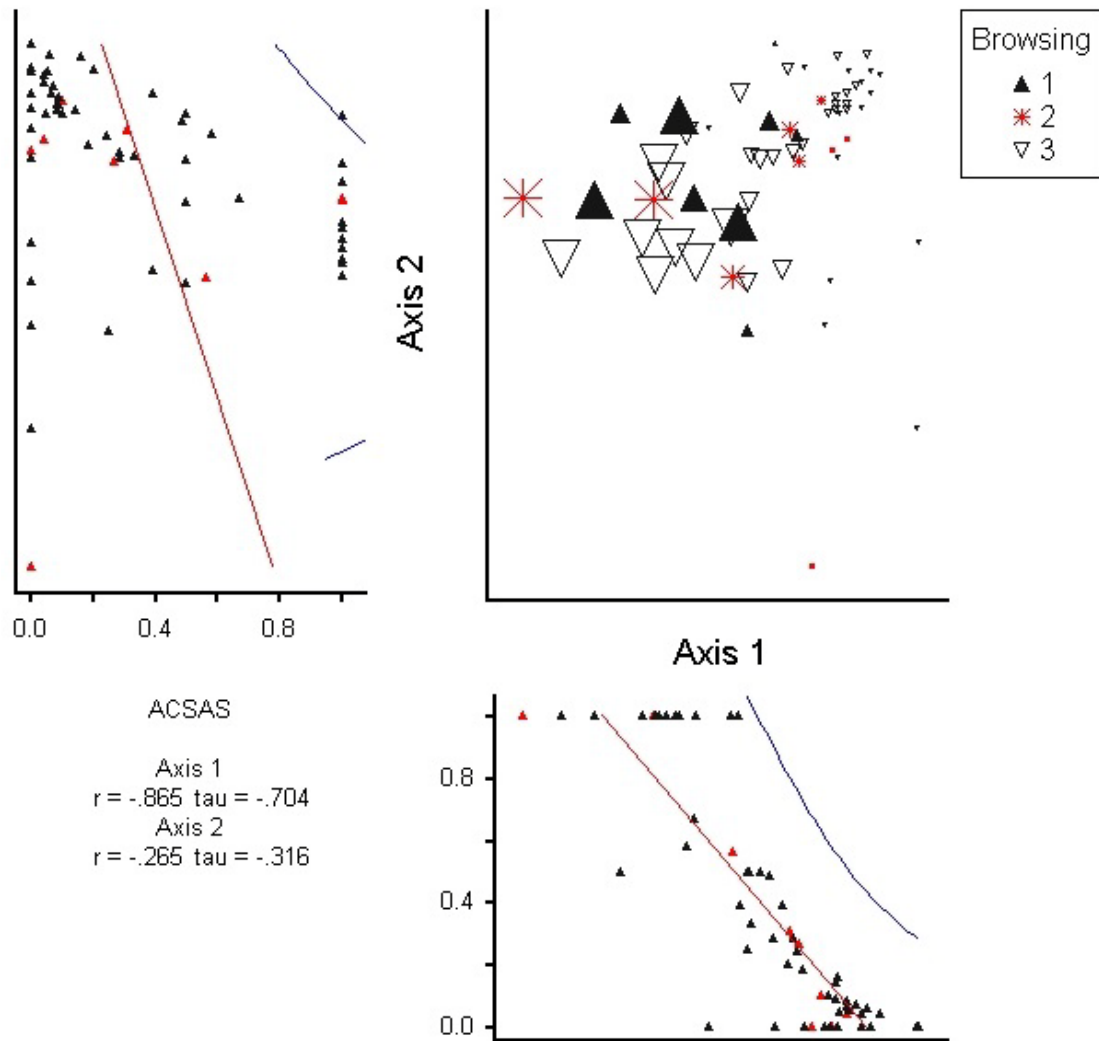 Browsing
1
2
3
Axis 2
0.0 0.4 0.8
Axis 1
ACSAS
Axis 1
r = -.865 tau = -.704
Axis 2
r = -.265 tau = -.316
0.8
0.4
0.0